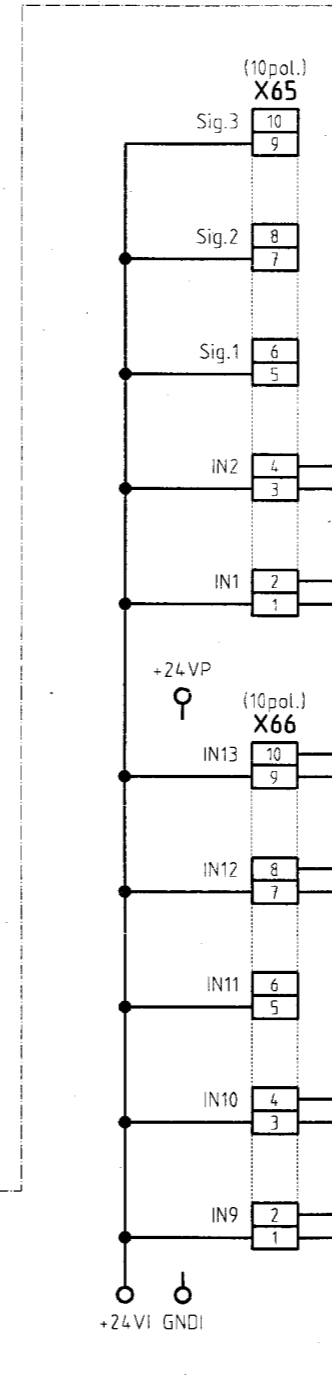 (10pol.)
X65
Sig.3 10
9
Sig.2 8
7
Sig.1 6
5
IN2 4
3
IN1 2
1
+24VP
(10pol.)
X66
IN13 10
9
IN12 8
7
IN11 6
5
IN10 4
3
IN9 2
1
+24VI GNDI